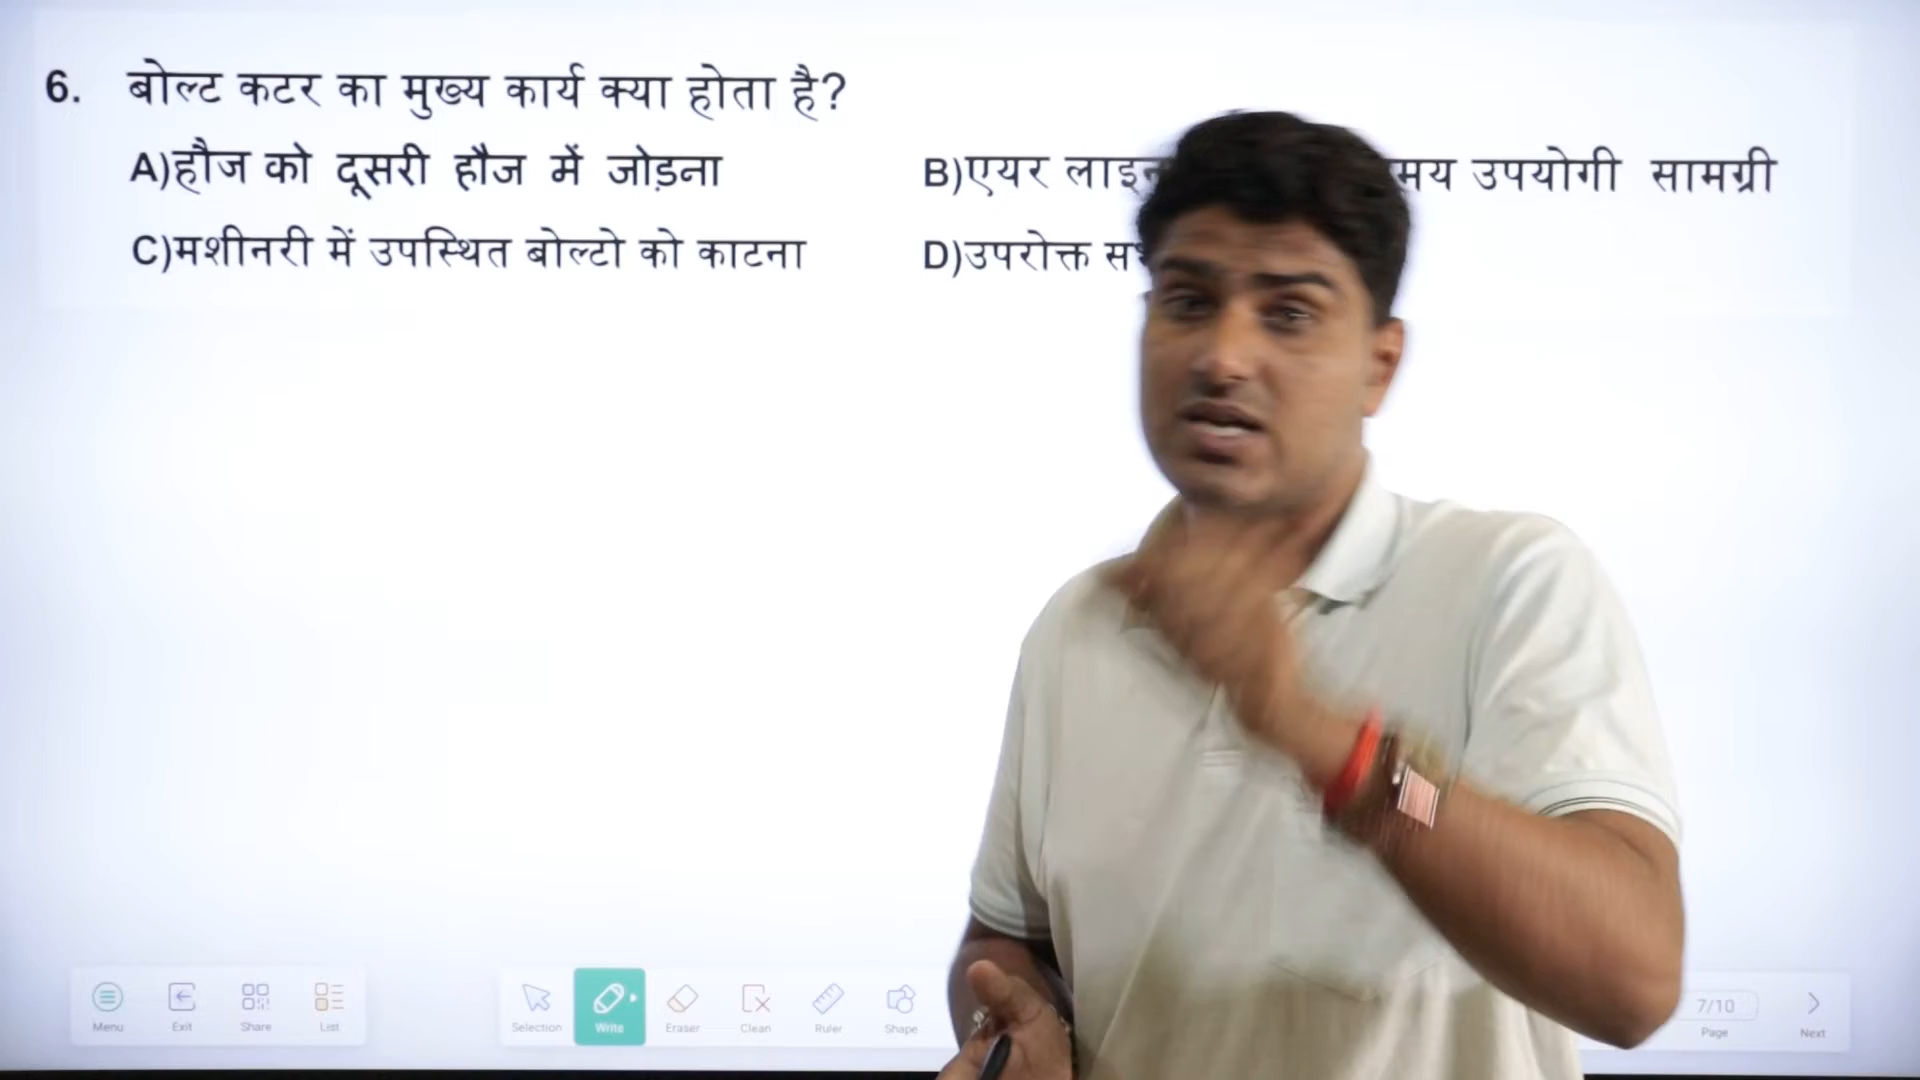 6. बोल्ट कटर का मुख्य कार्य क्या होता है?
A)हौज को दूसरी हौज में जोड़ना
B)एयर उपयोगी सामग्री
C)मशीनरी में उपस्थित बोल्टो को काटना
D)उपरोक्त
Menu Exit Share List Selection Write Eraser Clean Ruler Shape 7/10 Page Next